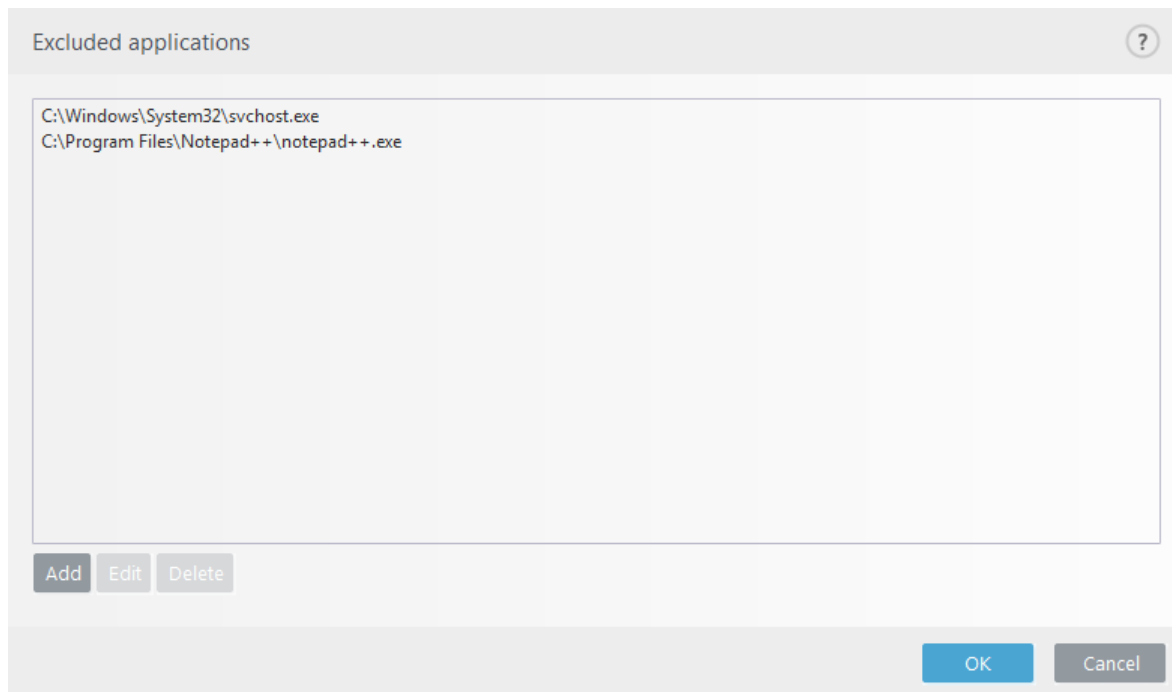 Excluded applications
?
C:\Windows\System32\svchost.exe
C:\Program Files\Notepad++\notepad++.exe
Add Edit Delete
OK Cancel